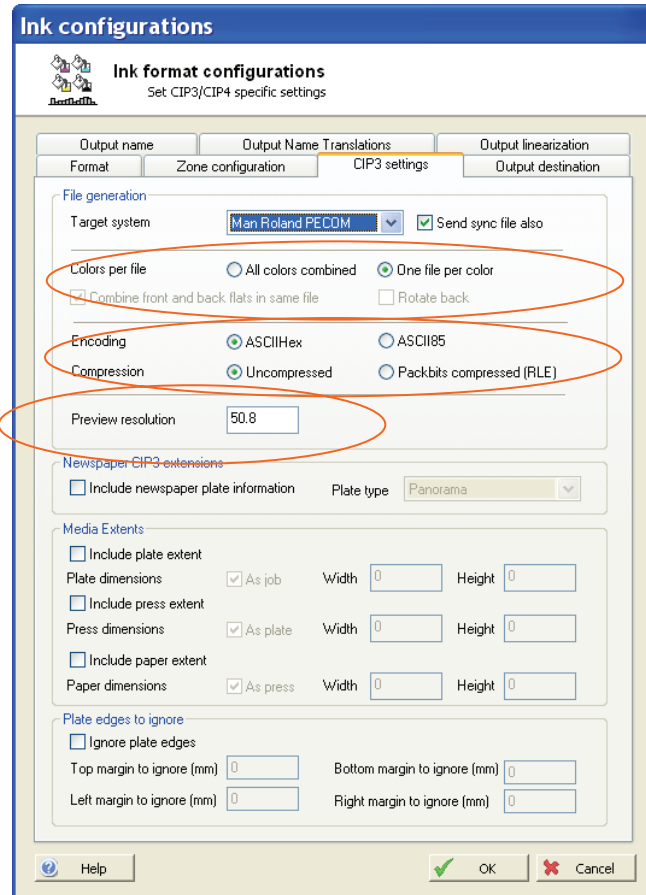 Ink configurations
Ink format configurations
Set CIP3/CIP4 specific settings
Output name Output Name Translations Output linearization
Format Zone configuration CIP3 settings Output destination
File generation
Target system Man Roland PECOM Send sync file also
Colors per file All colors combined One file per color
Combine front and back flats in same file Rotate back
Encoding ASCIIHex ASCII85
Compression Uncompressed Packbits compressed (RLE)
Preview resolution 50.8
Newspaper CIP3 extensions
Include newspaper plate information Plate type Panorama
Media Extents
Include plate extent
Plate dimensions As job Width 0 Height 0
Include press extent
Press dimensions As plate Width 0 Height 0
Include paper extent
Paper dimensions As press Width 0 Height 0
Plate edges to ignore
Ignore plate edges
Top margin to ignore (mm) 0 Bottom margin to ignore (mm) 0
Left margin to ignore (mm) 0 Right margin to ignore (mm) 0
Help OK Cancel